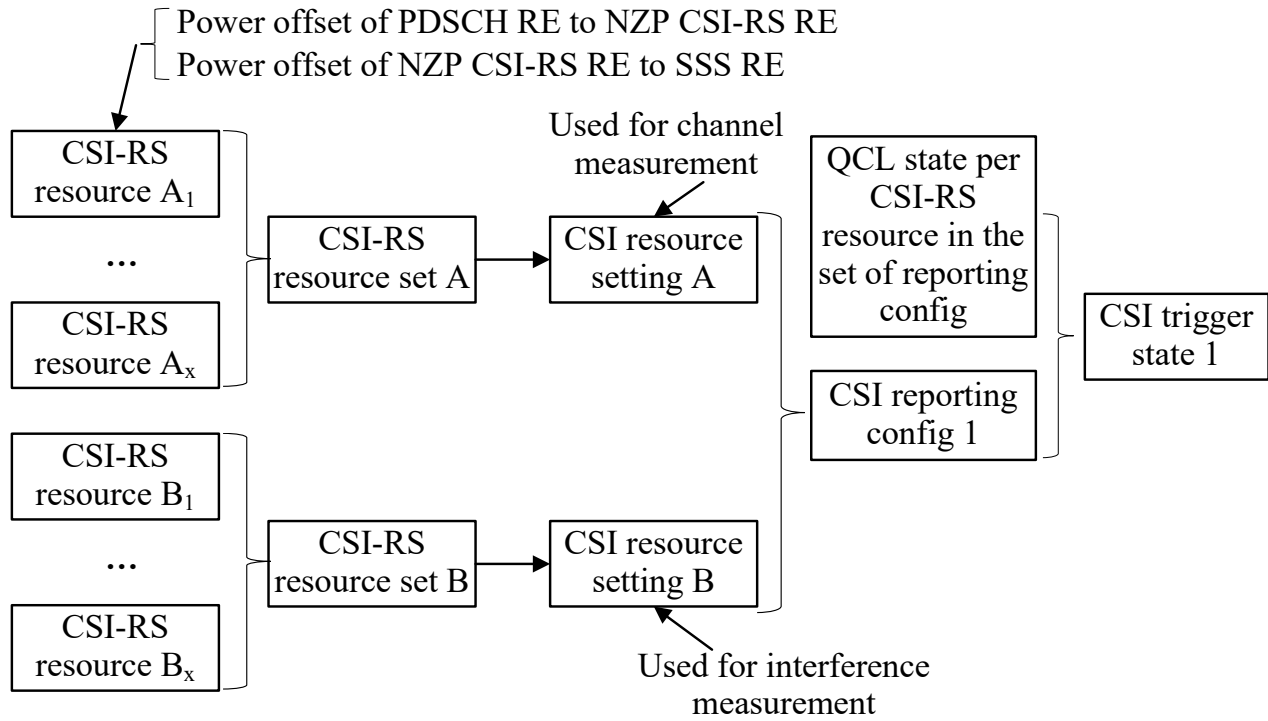 Power offset of PDSCH RE to NZP CSI-RS RE
Power offset of NZP CSI-RS RE to SSS RE
CSI-RS
resource A₁
...
CSI-RS
resource Aₓ
CSI-RS
resource set A
Used for channel
measurement
CSI resource
setting A
QCL state per
CSI-RS
resource in the
set of reporting
config
CSI reporting
config 1
CSI trigger
state 1
CSI-RS
resource B₁
...
CSI-RS
resource Bₓ
CSI-RS
resource set B
CSI resource
setting B
Used for interference
measurement